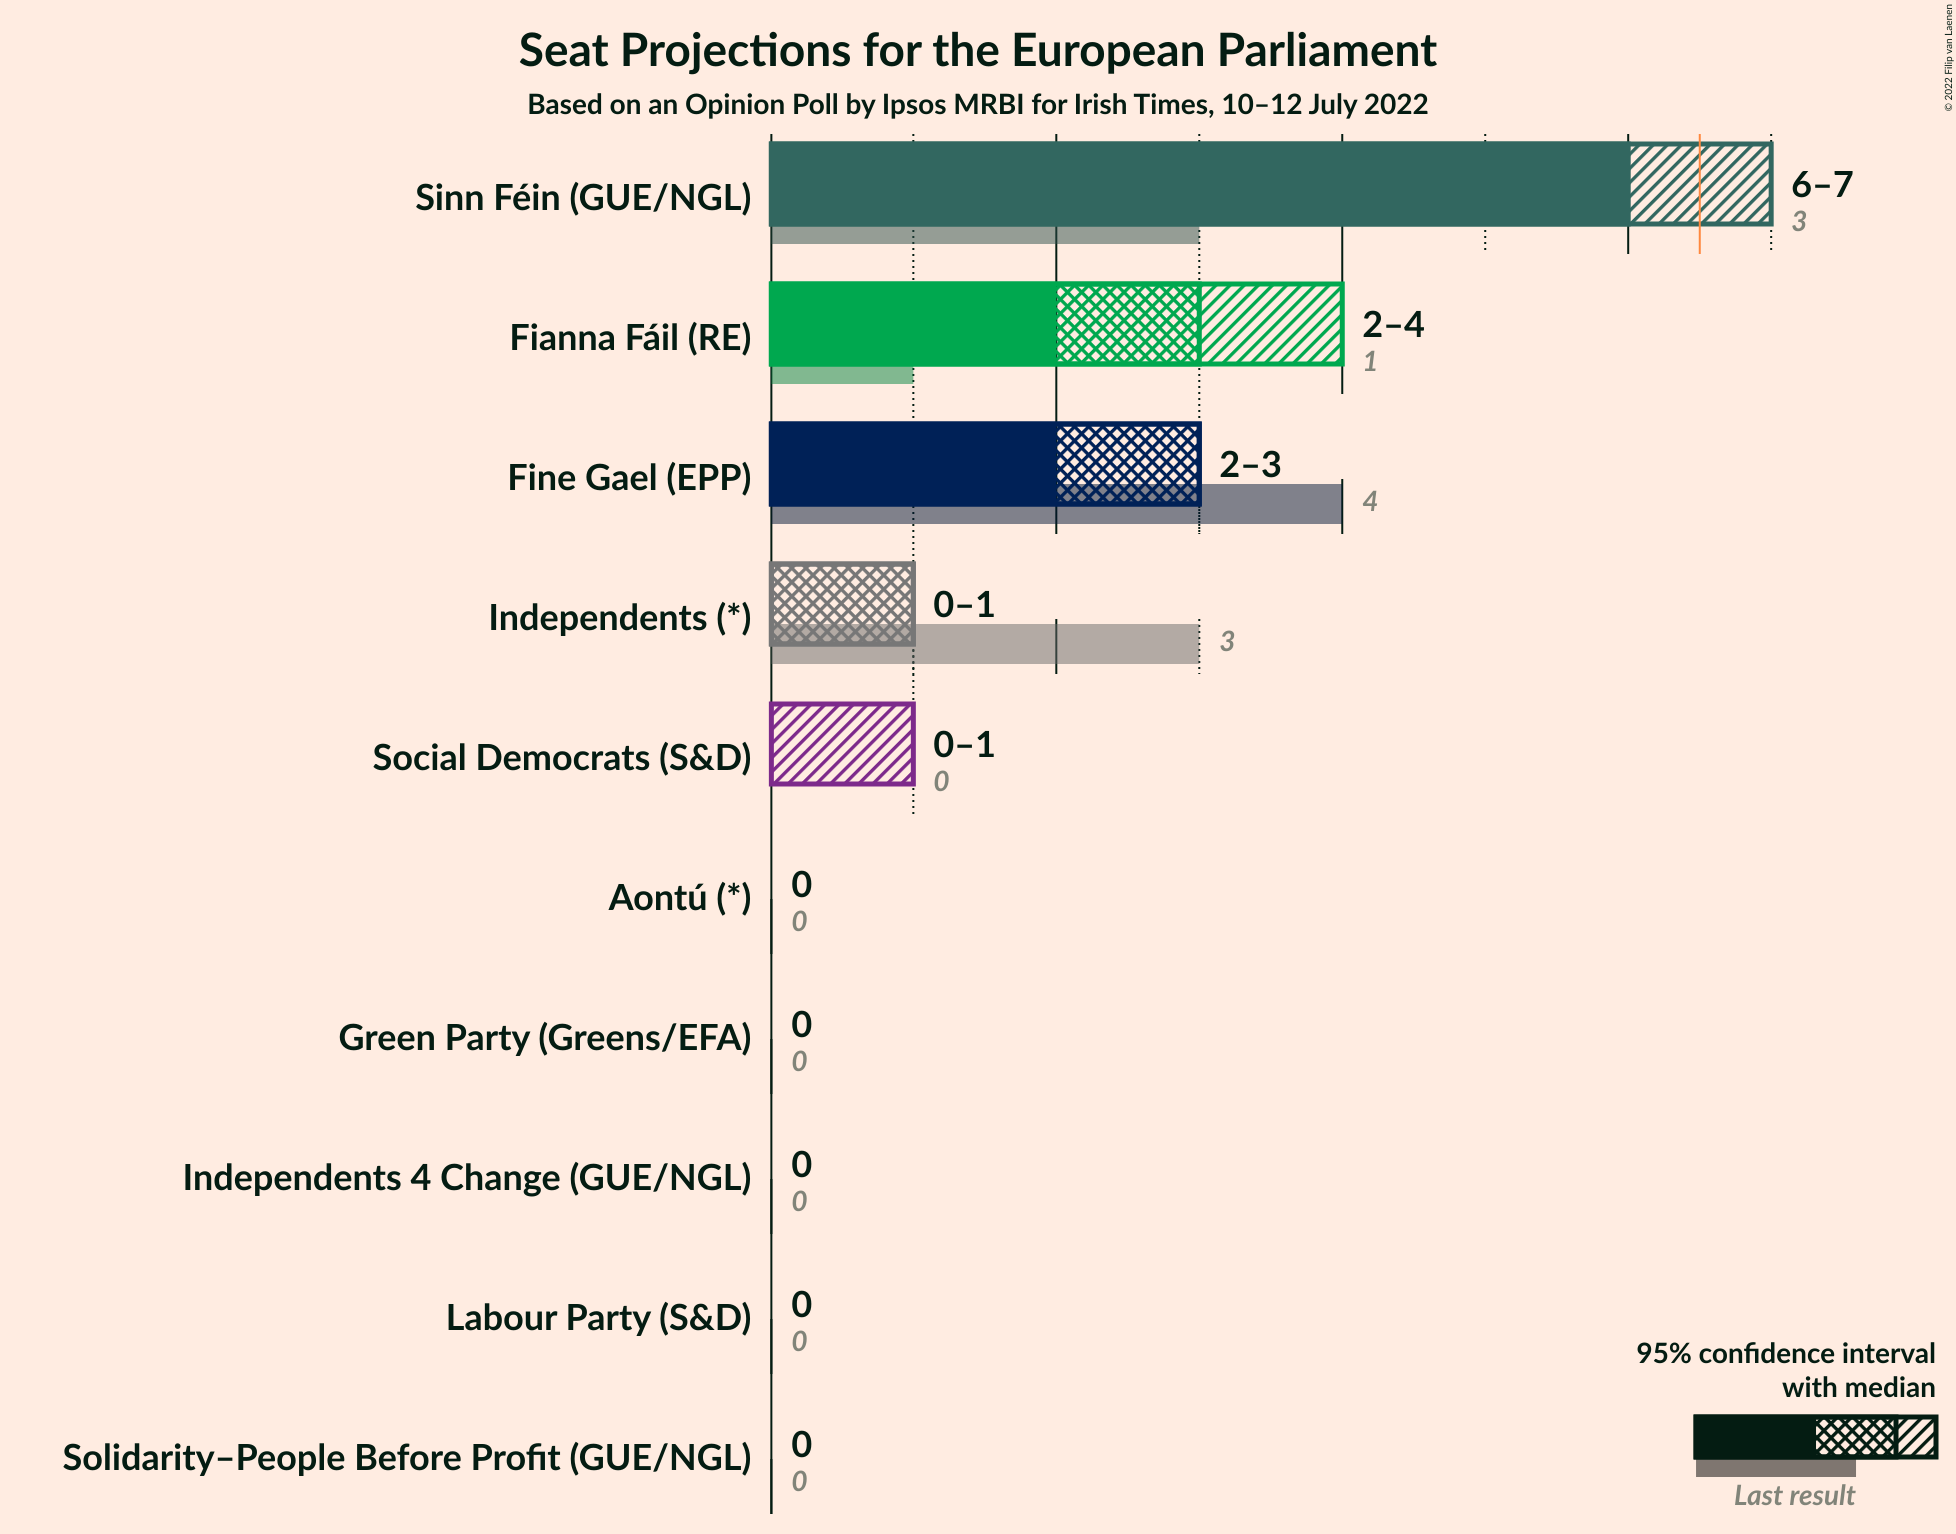 Seat Projections for the European Parliament
Based on an Opinion Poll by Ipsos MRBI for Irish Times, 10–12 July 2022
© 2022 Filip van Laenen
Sinn Féin (GUE/NGL)
6–7
3
Fianna Fáil (RE)
2–4
1
Fine Gael (EPP)
2–3
4
Independents (*)
0–1
3
Social Democrats (S&D)
0–1
0
Aontú (*)
0
0
Green Party (Greens/EFA)
0
0
Independents 4 Change (GUE/NGL)
0
0
Labour Party (S&D)
0
0
Solidarity–People Before Profit (GUE/NGL)
0
0
95% confidence interval
with median
Last result